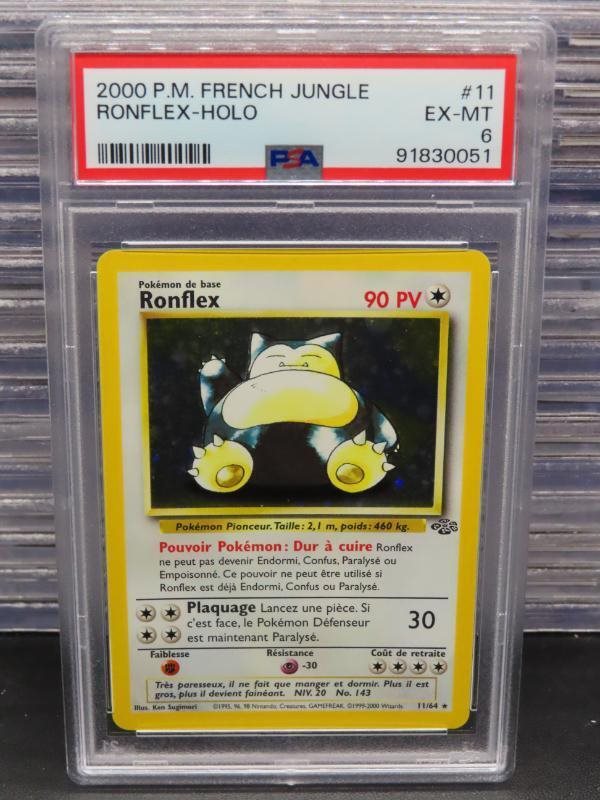 2000 P.M. FRENCH JUNGLE #11
RONFLEX-HOLO EX-MT
6
PSA 91830051
Pokémon de base
Ronflex 90 PV
Pokémon Pionceur. Taille: 2,1 m, poids: 460 kg.
Pouvoir Pokémon: Dur à cuire Ronflex
ne peut pas devenir Endormi, Confus, Paralysé ou
Empoisonné. Ce pouvoir ne peut être utilisé si
Ronflex est déjà Endormi, Confus, ou Paralysé.
Plaquage Lancez une pièce. Si
c'est face, le Pokémon Défenseur
est maintenant Paralysé.
30
Faiblesse Résistance Coût de retraite
-30
Très paresseux, il ne fait que manger et dormir. Plus il est
gros, plus il devient fainéant. NIV. 20 No. 143
Illus. Ken Sugimori ©1995, 96, 98 Nintendo, Creatures, GAMEFREAK. ©1999-2000 Wizards. 11/64 ★